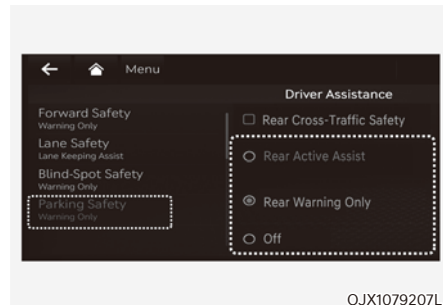 Menu
Driver Assistance
Forward Safety
Warning Only
Lane Safety
Lane Keeping Assist
Blind-Spot Safety
Warning Only
Parking Safety
Warning Only
Rear Cross-Traffic Safety
Rear Active Assist
Rear Warning Only
Off
OJX1079207L